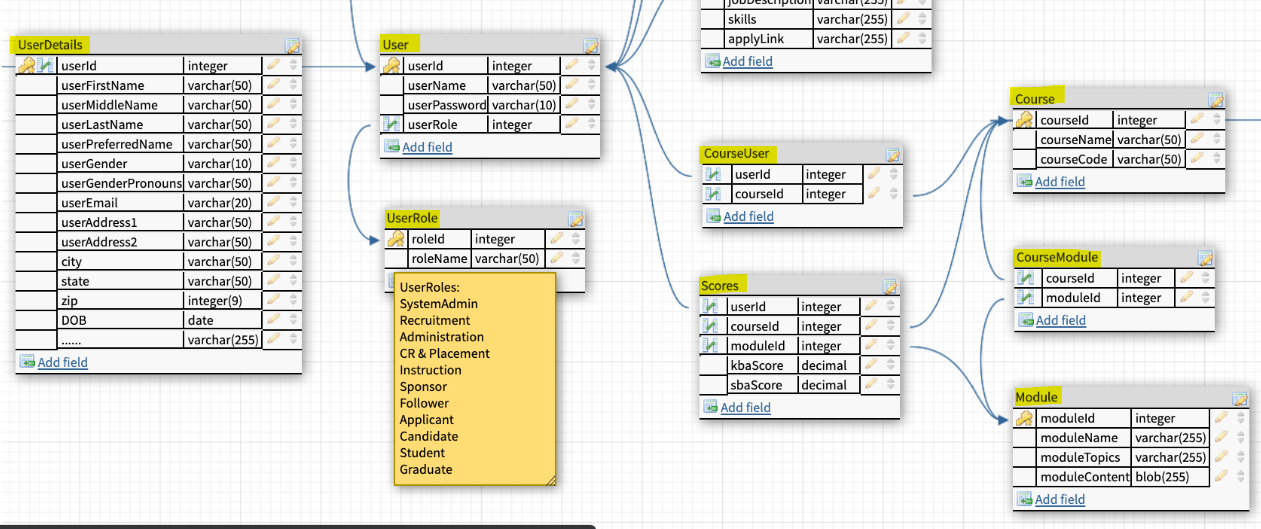 jobDescription varchar(255)
skills varchar(255)
applyLink varchar(255)
Add field
UserDetails
userId integer
userFirstName varchar(50)
userMiddleName varchar(50)
userLastName varchar(50)
userPreferredName varchar(50)
userGender varchar(10)
userGenderPronouns varchar(50)
userEmail varchar(20)
userAddress1 varchar(50)
userAddress2 varchar(50)
city varchar(50)
state varchar(50)
zip integer(9)
DOB date
...... varchar(255)
Add field
User
userId integer
userName varchar(50)
userPassword varchar(10)
userRole integer
Add field
UserRole
roleId integer
roleName varchar(50)
UserRoles:
SystemAdmin
Recruitment
Administration
CR & Placement
Instruction
Sponsor
Follower
Applicant
Candidate
Student
Graduate
CourseUser
userId integer
courseId integer
Add field
Scores
userId integer
courseId integer
moduleId integer
kbaScore decimal
sbaScore decimal
Add field
Course
courseId integer
courseName varchar(50)
courseCode varchar(50)
Add field
CourseModule
courseId integer
moduleId integer
Add field
Module
moduleId integer
moduleName varchar(255)
moduleTopics varchar(255)
moduleContent blob(255)
Add field